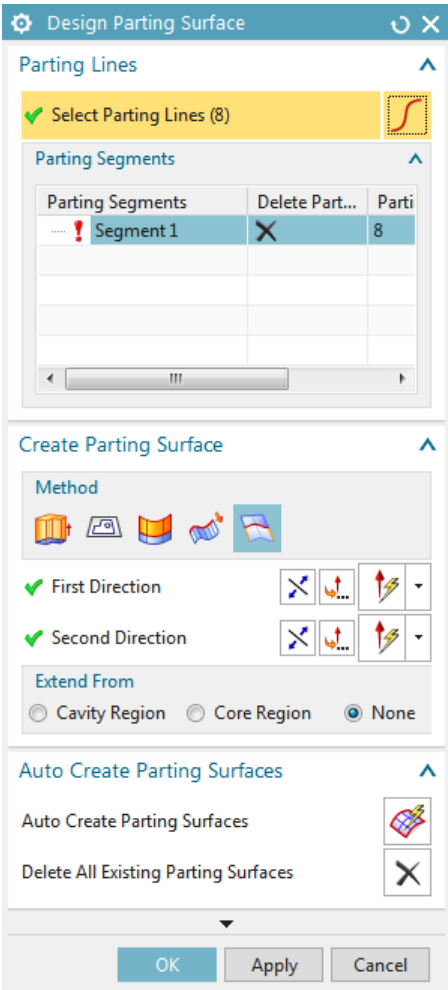 Design Parting Surface
Parting Lines
Select Parting Lines (8)
Parting Segments
Parting Segments Delete Part... Parti
Segment 1 8
Create Parting Surface
Method
First Direction
Second Direction
Extend From
Cavity Region Core Region None
Auto Create Parting Surfaces
Auto Create Parting Surfaces
Delete All Existing Parting Surfaces
OK Apply Cancel